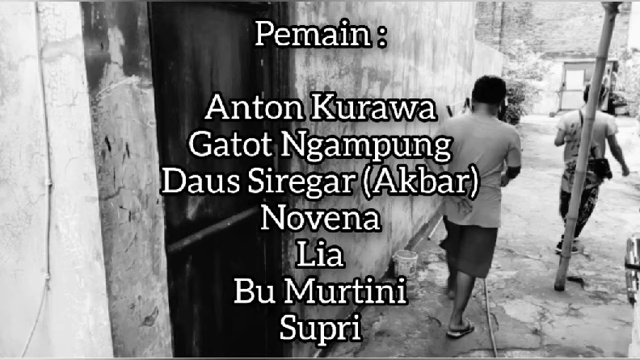 Pemain :
Anton Kurawa
Gatot Ngampung
Daus Siregar (Akbar)
Novena
Lia
Bu Murtini
Supri